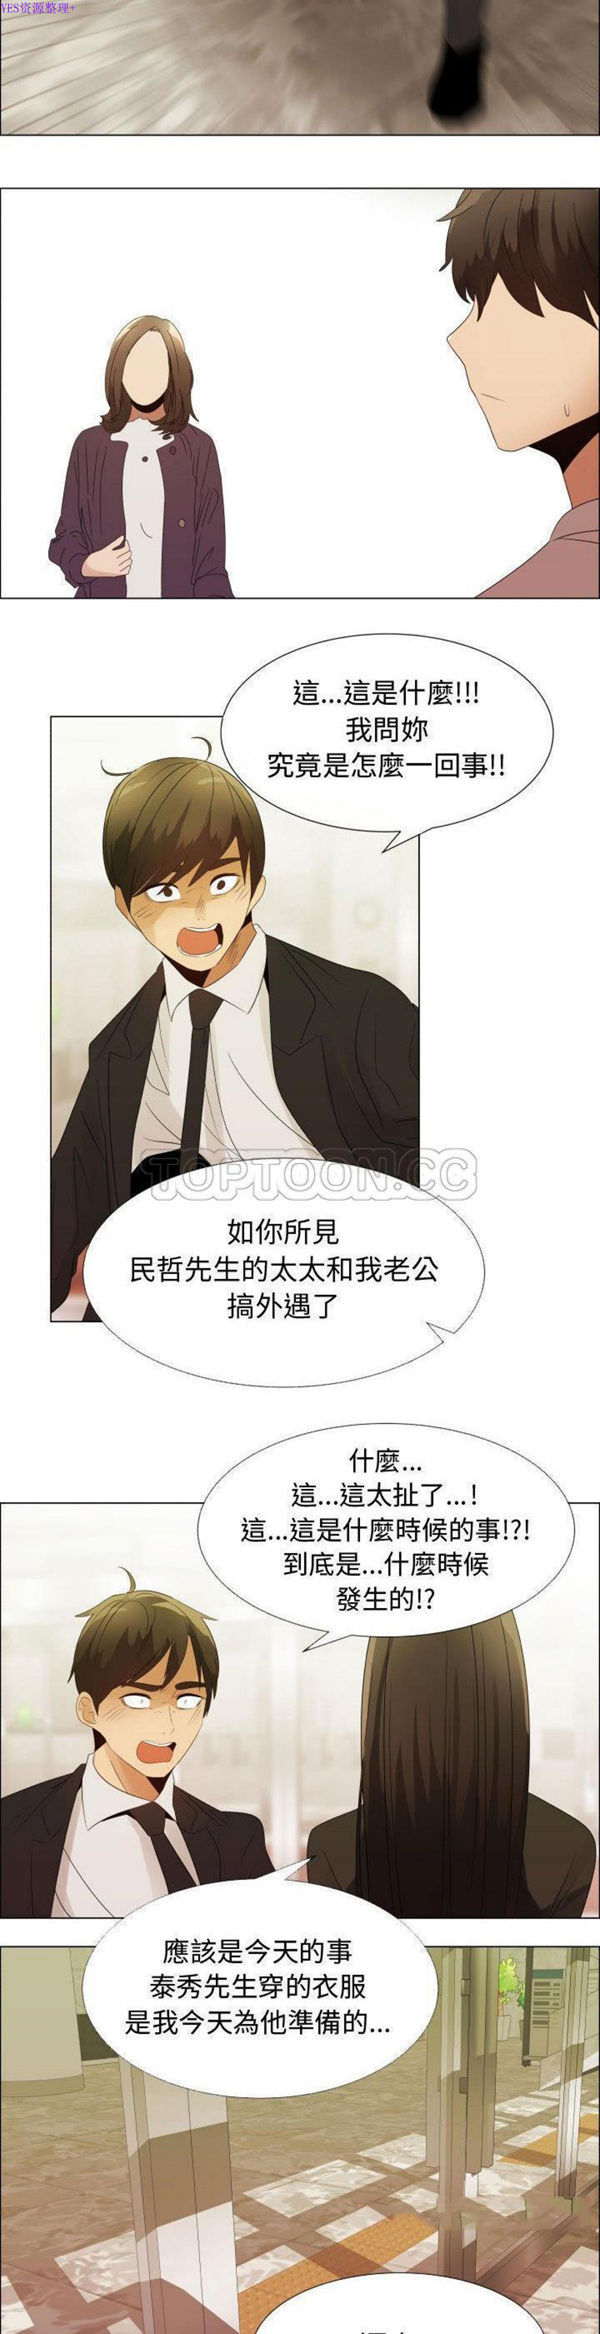 YES资源整理+
這...這是什麼!!!
我問妳
究竟是怎麼一回事!!
TOPTOON.CC
如你所見
民哲先生的太太和我老公
搞外遇了
什麼...
這...這太扯了...!
這...這是什麼時候的事!?!
到底是...什麼時候
發生的!?
應該是今天的事
泰秀先生穿的衣服
是我今天為他準備的...